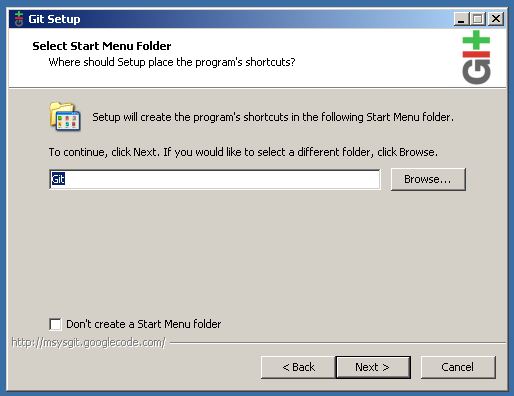 Git Setup
Select Start Menu Folder
Where should Setup place the program's shortcuts?
GIt
Setup will create the program's shortcuts in the following Start Menu folder.
To continue, click Next. If you would like to select a different folder, click Browse.
Git
Browse...
Don't create a Start Menu folder
http://msysgit.googlecode.com/
< Back
Next >
Cancel